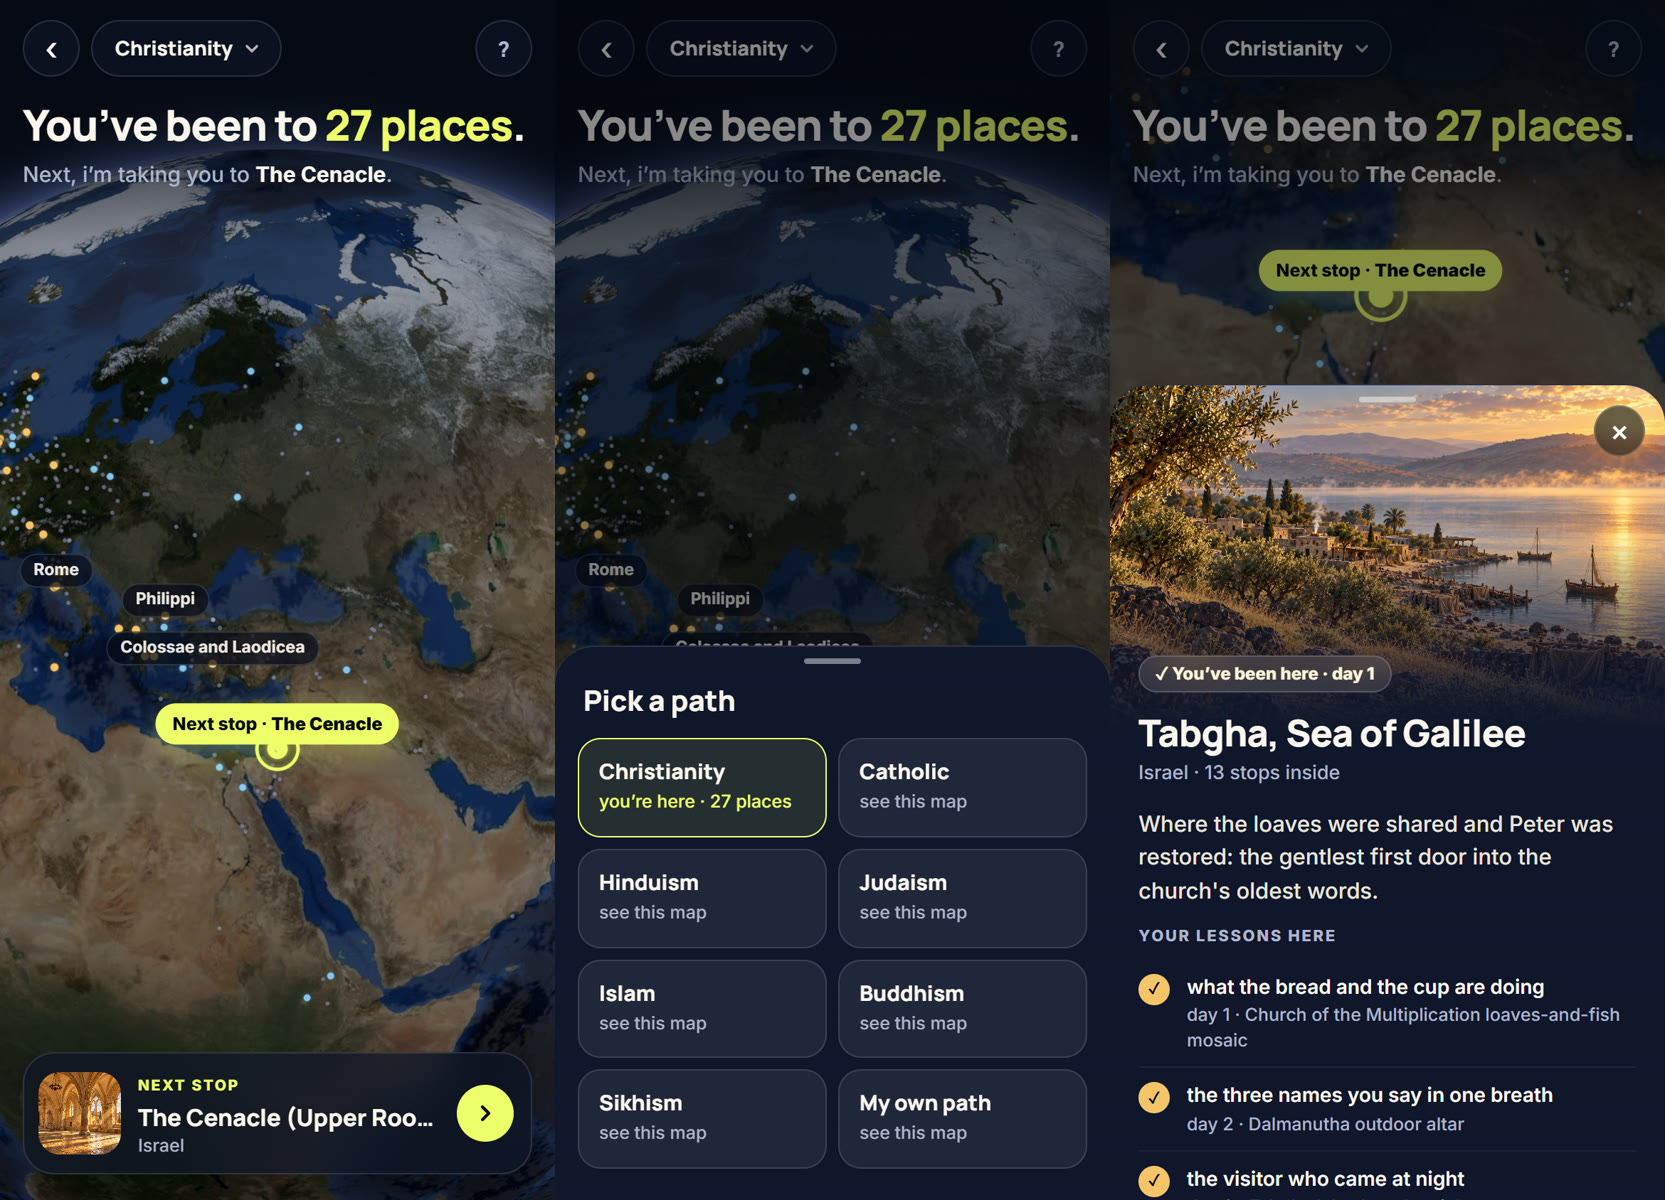 Christianity
?
You've been to 27 places.
Next, i'm taking you to The Cenacle.
Rome
Philippi
Colossae and Laodicea
Next stop · The Cenacle
NEXT STOP
The Cenacle (Upper Roo...
Israel
Christianity
?
You've been to 27 places.
Next, i'm taking you to The Cenacle.
Rome
Philippi
Colossae and Laodicea
Pick a path
Christianity
you're here · 27 places
Catholic
see this map
Hinduism
see this map
Judaism
see this map
Islam
see this map
Buddhism
see this map
Sikhism
see this map
My own path
see this map
Christianity
?
You've been to 27 places.
Next, i'm taking you to The Cenacle.
Next stop · The Cenacle
✓ You've been here · day 1
Tabgha, Sea of Galilee
Israel · 13 stops inside
Where the loaves were shared and Peter was
restored: the gentlest first door into the
church's oldest words.
YOUR LESSONS HERE
what the bread and the cup are doing
day 1 · Church of the Multiplication loaves-and-fish
mosaic
the three names you say in one breath
day 2 · Dalmanutha outdoor altar
the visitor who came at night